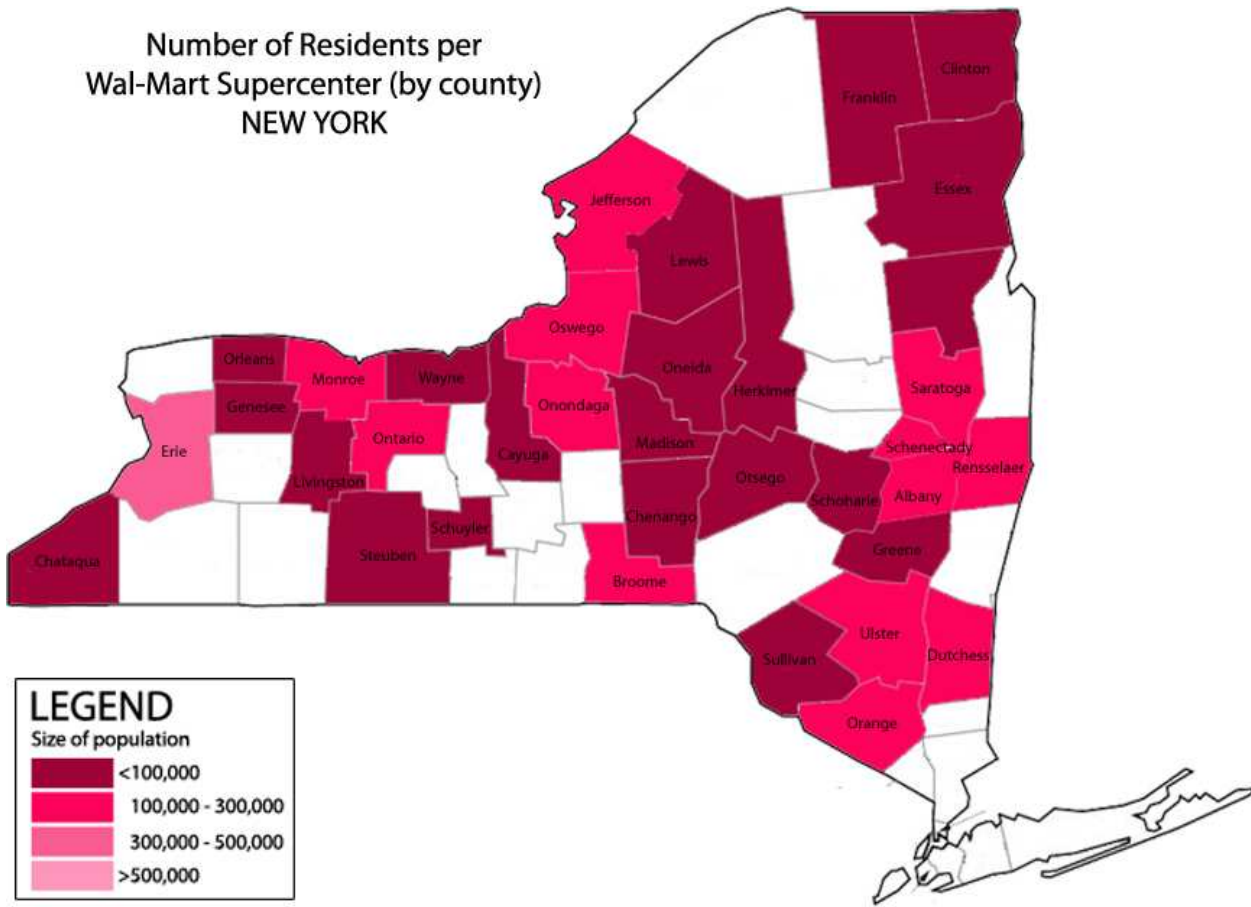 Number of Residents per
Wal-Mart Supercenter (by county)
NEW YORK
Clinton
Franklin
Essex
Jefferson
Lewis
Oswego
Orleans
Monroe
Wayne
Oneida
Herkimer
Saratoga
Genesee
Onondaga
Erie
Ontario
Madison
Schenectady
Cayuga
Rensselaer
Livingston
Otsego
Schoharie
Albany
Chenango
Schuyler
Greene
Chataqua
Steuben
Broome
Ulster
Sullivan
Dutchess
Orange
LEGEND
Size of population
<100,000
100,000 - 300,000
300,000 - 500,000
>500,000